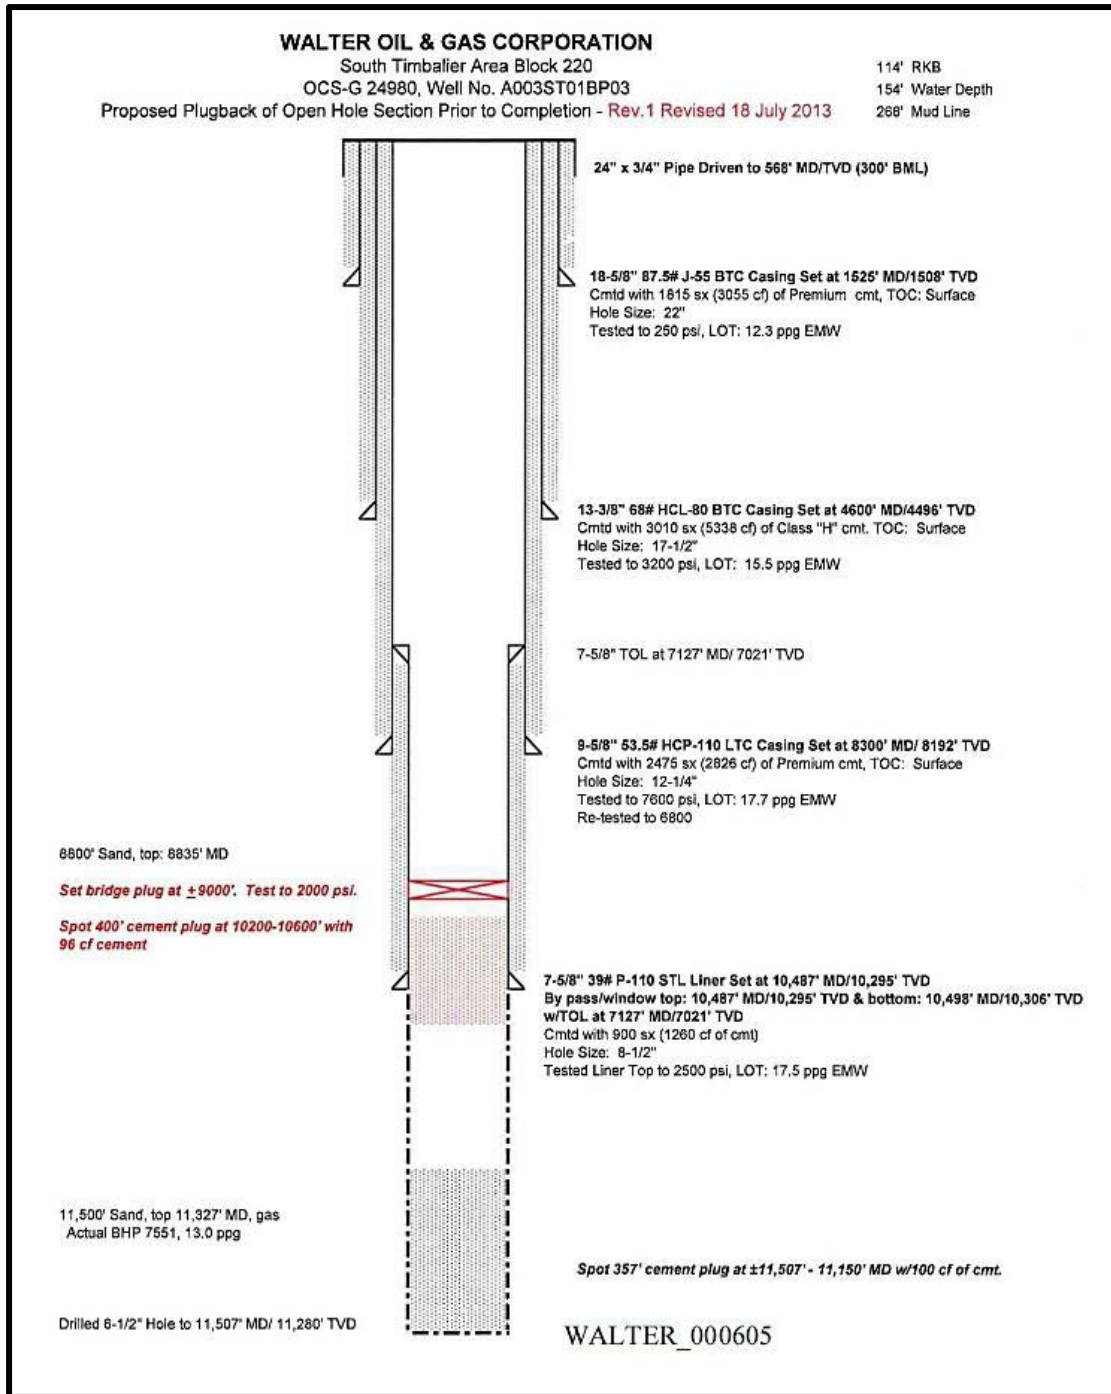 WALTER OIL & GAS CORPORATION
South Timbalier Area Block 220
OCS-G 24980, Well No. A003ST01BP03
Proposed Plugback of Open Hole Section Prior to Completion - Rev.1 Revised 18 July 2013
114' RKB
154' Water Depth
268' Mud Line
24" x 3/4" Pipe Driven to 568' MD/TVD (300' BML)
18-5/8" 87.5# J-55 BTC Casing Set at 1525' MD/1508' TVD
Cmtd with 1815 sx (3055 cf) of Premium cmt, TOC: Surface
Hole Size: 22"
Tested to 250 psi, LOT: 12.3 ppg EMW
13-3/8" 68# HCL-80 BTC Casing Set at 4600' MD/4496' TVD
Cmtd with 3010 sx (5338 cf) of Class "H" cmt. TOC: Surface
Hole Size: 17-1/2"
Tested to 3200 psi, LOT: 15.5 ppg EMW
7-5/8" TOL at 7127' MD/ 7021' TVD
9-5/8" 53.5# HCP-110 LTC Casing Set at 8300' MD/ 8192' TVD
Cmtd with 2475 sx (2826 cf) of Premium cmt, TOC: Surface
Hole Size: 12-1/4"
Tested to 7600 psi, LOT: 17.7 ppg EMW
Re-tested to 6800
8800' Sand, top: 8835' MD
Set bridge plug at ±9000'. Test to 2000 psi.
Spot 400' cement plug at 10200-10600' with
96 cf cement
7-5/8" 39# P-110 STL Liner Set at 10,487' MD/10,295' TVD
By pass/window top: 10,487' MD/10,295' TVD & bottom: 10,498' MD/10,306' TVD
w/TOL at 7127' MD/7021' TVD
Cmtd with 900 sx (1260 cf of cmt)
Hole Size: 8-1/2"
Tested Liner Top to 2500 psi, LOT: 17.5 ppg EMW
11,500' Sand, top 11,327' MD, gas
Actual BHP 7551, 13.0 ppg
Spot 357' cement plug at ±11,507' - 11,150' MD w/100 cf of cmt.
Drilled 6-1/2" Hole to 11,507' MD/ 11,280' TVD
WALTER_000605